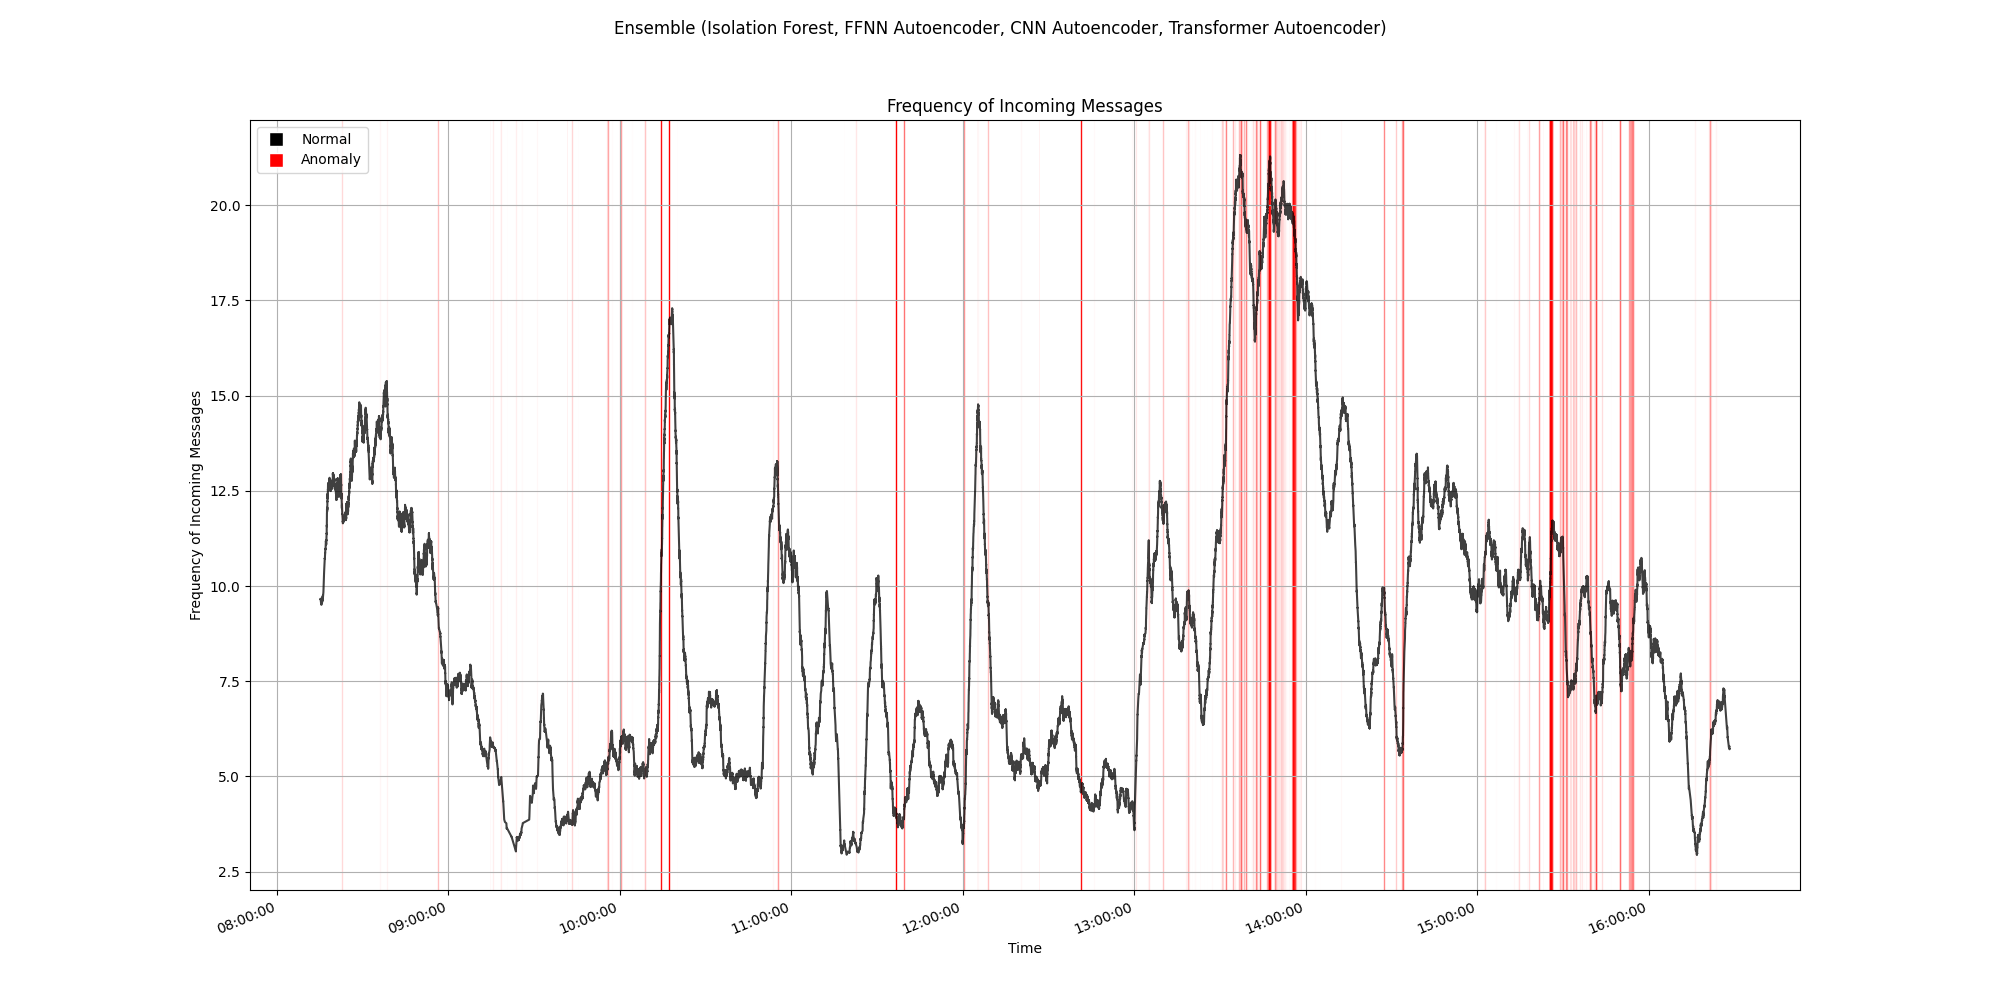 Ensemble (Isolation Forest, FFNN Autoencoder, CNN Autoencoder, Transformer Autoencoder)
Frequency of Incoming Messages
Normal
Anomaly
Frequency of Incoming Messages
20.0
17.5
15.0
12.5
10.0
7.5
5.0
2.5
08:00:00
09:00:00
10:00:00
11:00:00
12:00:00
13:00:00
14:00:00
15:00:00
16:00:00
Time